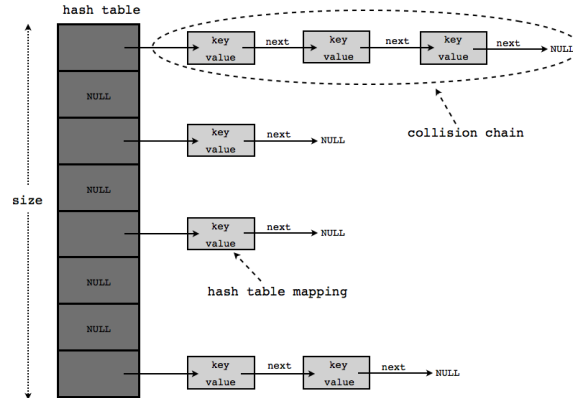 hash table
key next key next key next
value value value NULL
collision chain
NULL
key next
value NULL
NULL
size
key next
value NULL
hash table mapping
NULL
NULL
key next key next
value value NULL